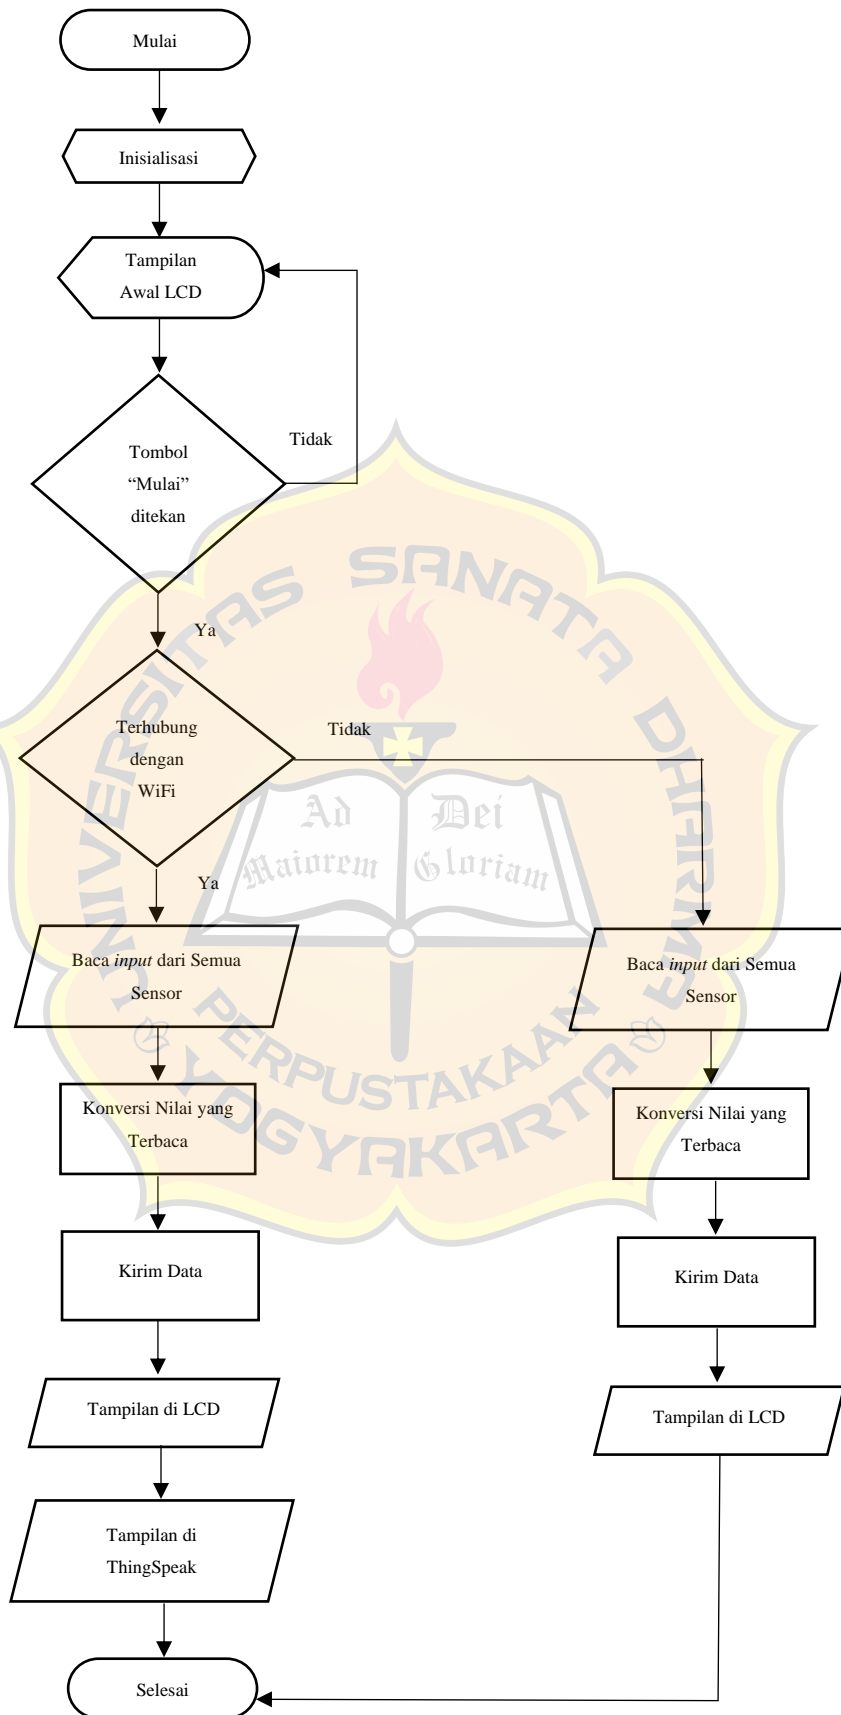 Mulai
Inisialisasi
Tampilan
Awal LCD
Tombol
“Mulai”
ditekan
Tidak
Ya
Terhubung
dengan
WiFi
Tidak
Ya
Baca input dari Semua
Sensor
Konversi Nilai yang
Terbaca
Kirim Data
Tampilan di LCD
Tampilan di
ThingSpeak
Selesai
Baca input dari Semua
Sensor
Konversi Nilai yang
Terbaca
Kirim Data
Tampilan di LCD
UNIVERSITAS SANATA DHARMA
Ad
Maiorem
Dei
Gloriam
PERPUSTAKAAN
YOGYAKARTA